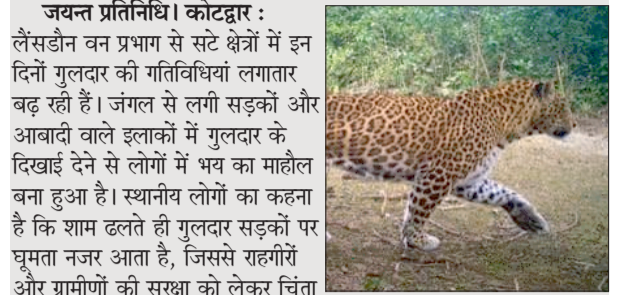 जयन्त प्रतिनिधि। कोटद्वार :
लैंसडौन वन प्रभाग से सटे क्षेत्रों में इन
दिनों गुलदार की गतिविधियां लगातार
बढ़ रही हैं। जंगल से लगी सड़कों और
आबादी वाले इलाकों में गुलदार के
दिखाई देने से लोगों में भय का माहौल
बना हुआ है। स्थानीय लोगों का कहना
है कि शाम ढलते ही गुलदार सड़कों पर
घूमता नजर आता है, जिससे राहगीरों
और ग्रामीणों की सुरक्षा को लेकर चिंता